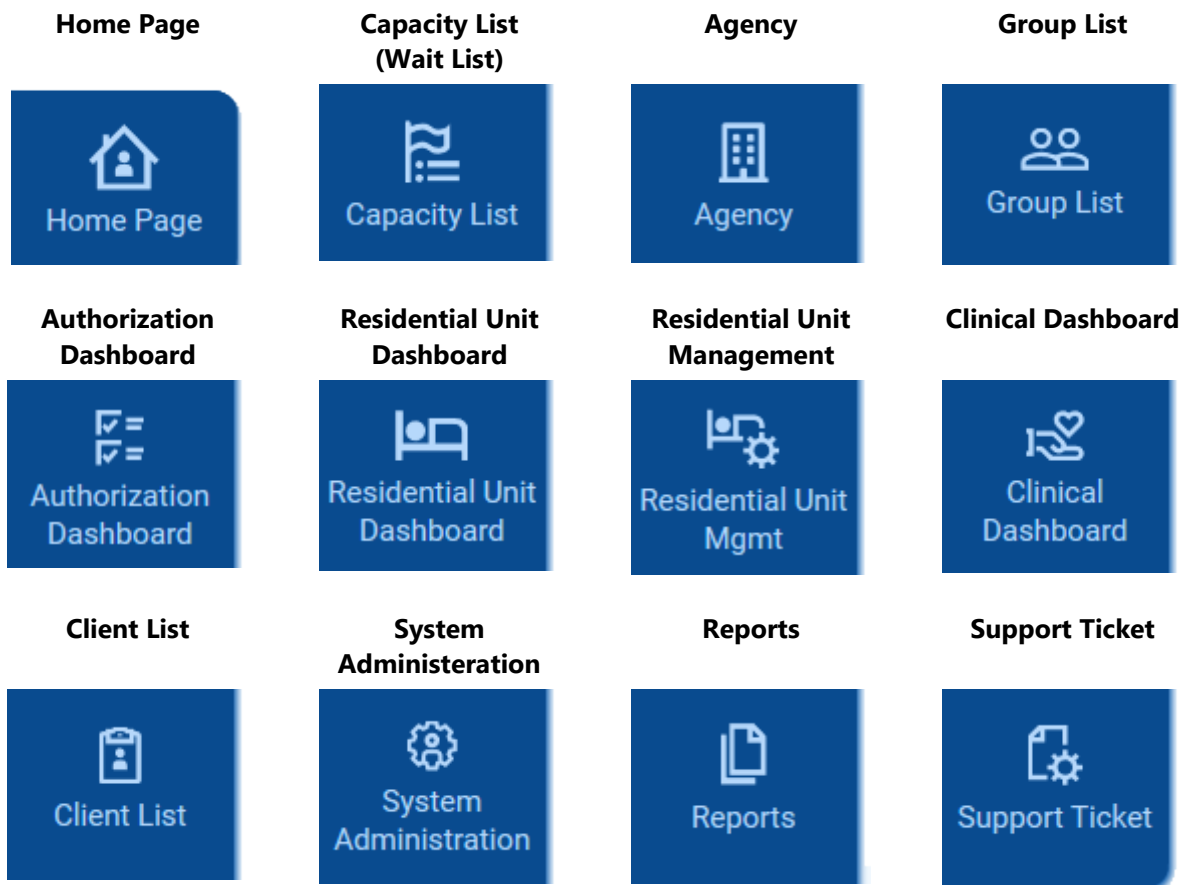 Home Page
Capacity List
(Wait List)
Agency
Group List
Home Page
Capacity List
Agency
Group List
Authorization
Dashboard
Residential Unit
Dashboard
Residential Unit
Management
Clinical Dashboard
Authorization
Dashboard
Residential Unit
Dashboard
Residential Unit
Mgmt
Clinical
Dashboard
Client List
System
Administeration
Reports
Support Ticket
Client List
System
Administration
Reports
Support Ticket